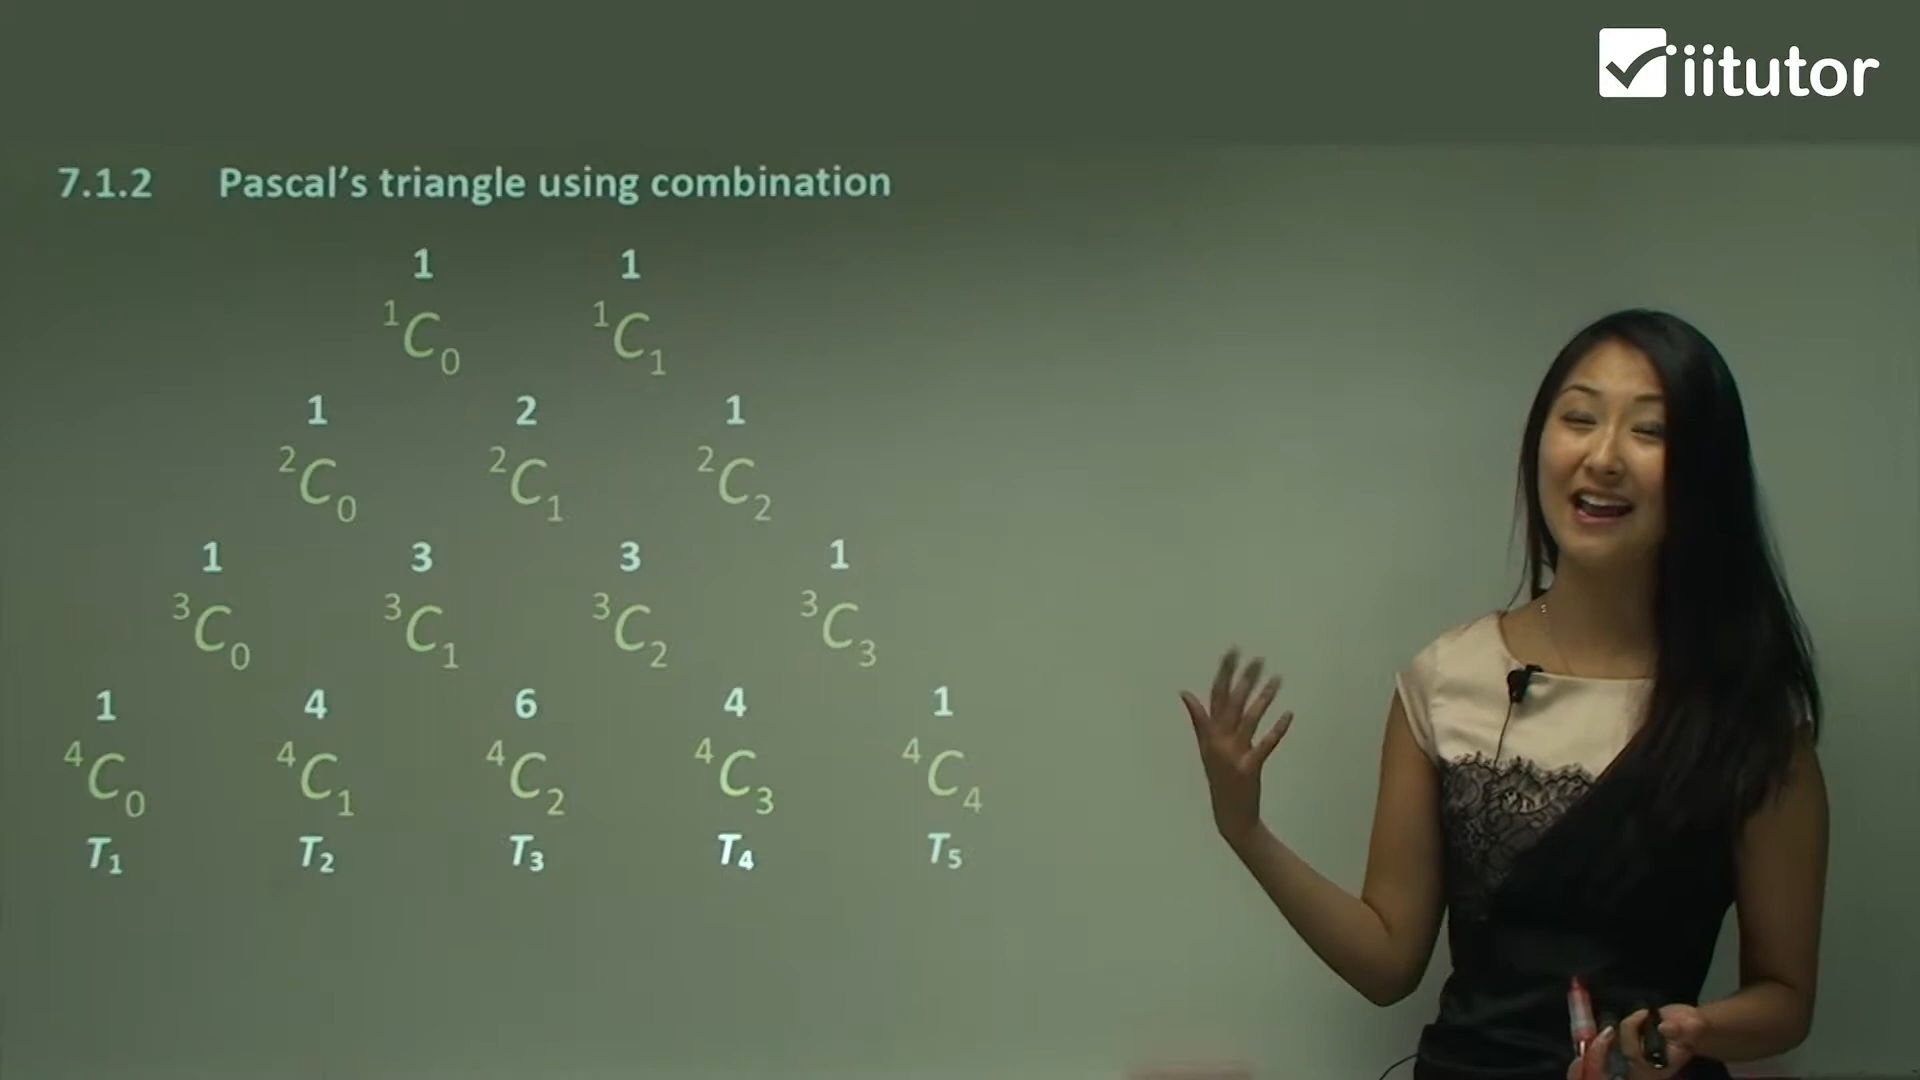 iitutor
7.1.2 Pascal's triangle using combination
1 1
¹C₀ ¹C₁
1 2 1
²C₀ ²C₁ ²C₂
1 3 3 1
³C₀ ³C₁ ³C₂ ³C₃
1 4 6 4 1
⁴C₀ ⁴C₁ ⁴C₂ ⁴C₃ ⁴C₄
T₁ T₂ T₃ T₄ T₅